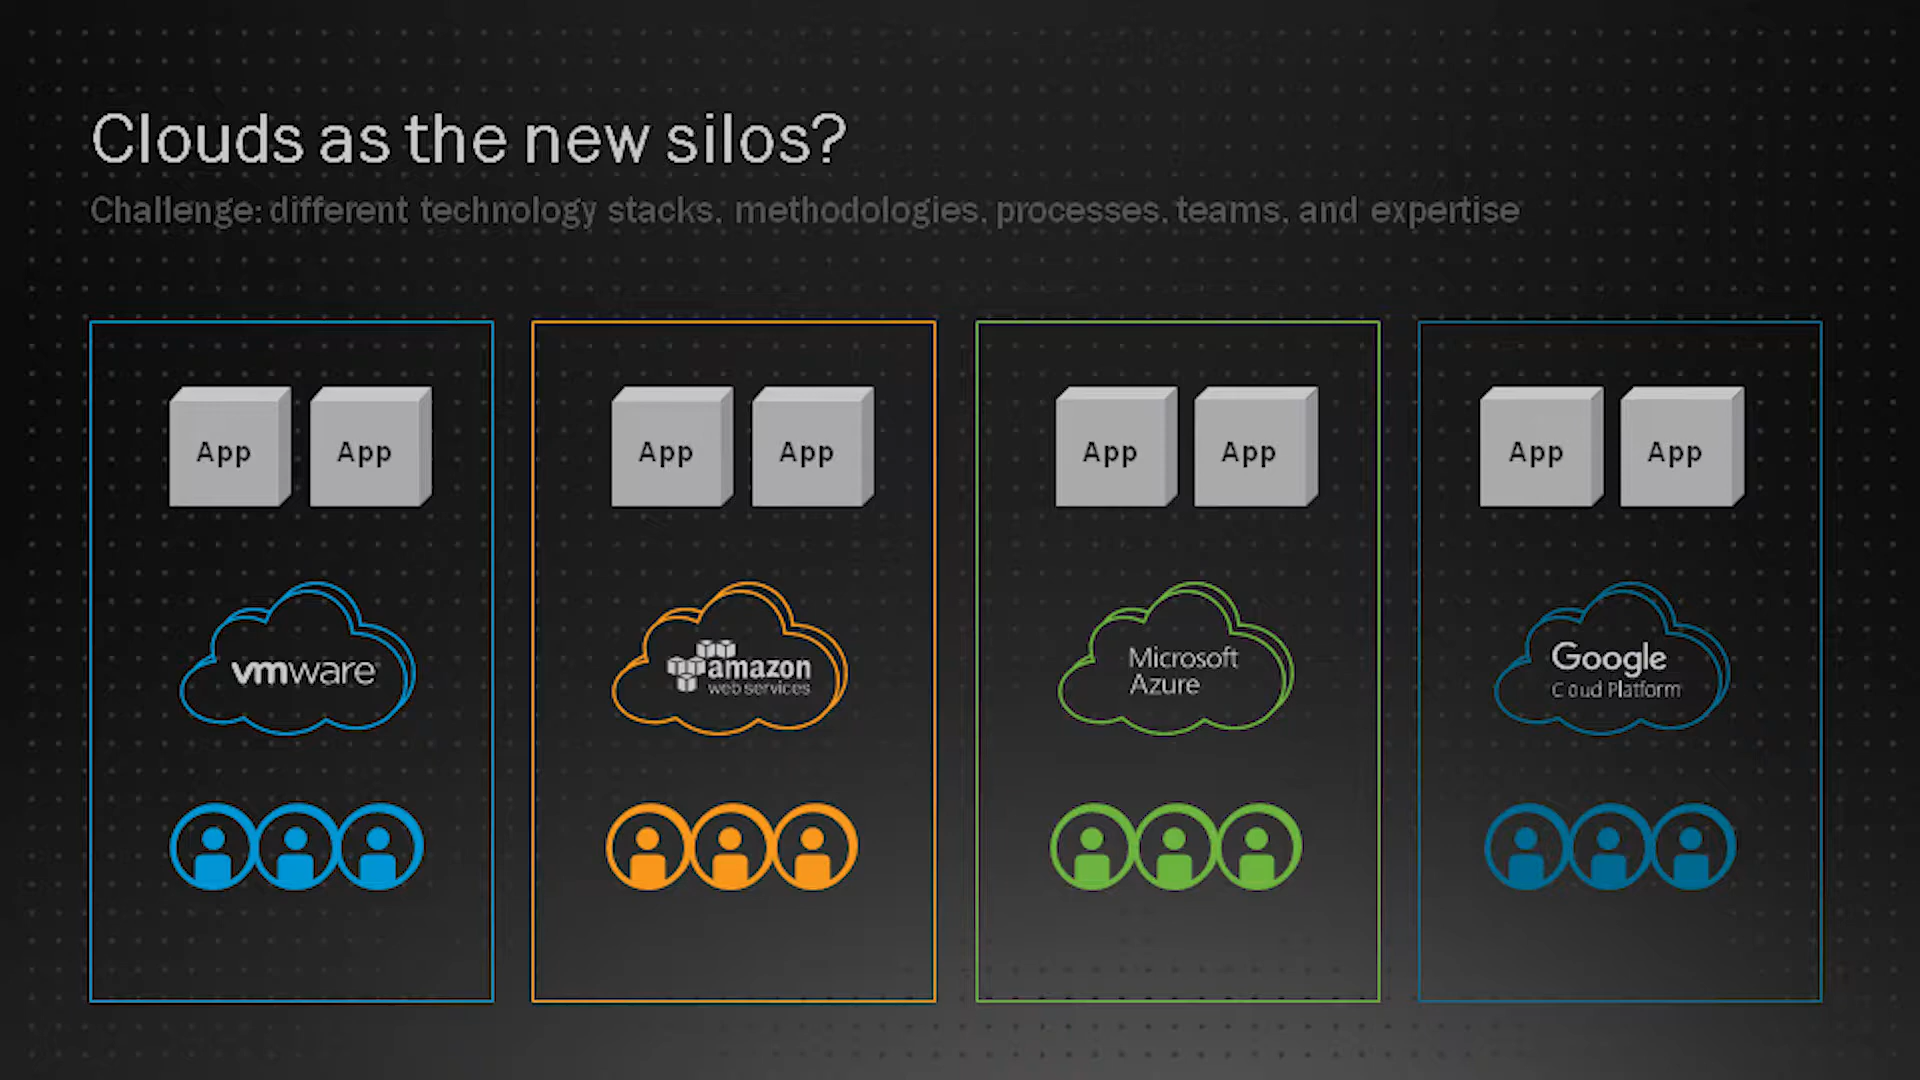 Clouds as the new silos?
Challenge: different technology stacks, methodologies, processes, teams, and expertise
App App
App App
App App
App App
vmware
amazon
web services
Microsoft
Azure
Google
Cloud Platform